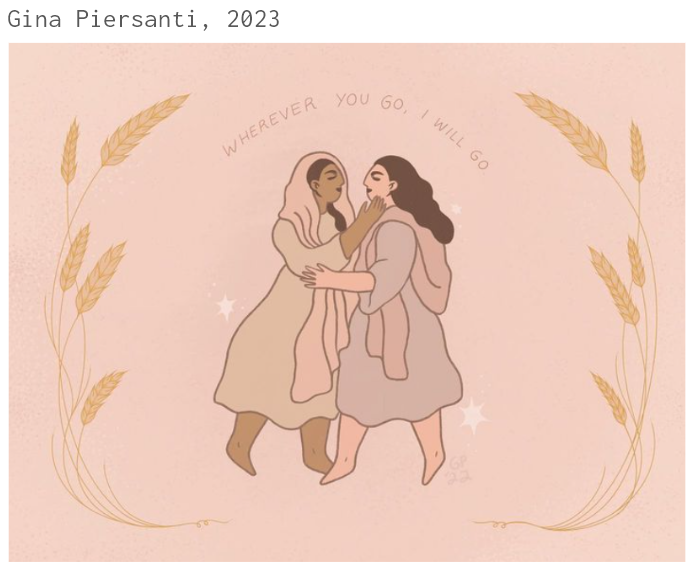 Gina Piersanti, 2023
WHEREVER YOU GO, I WILL GO
GP
'22